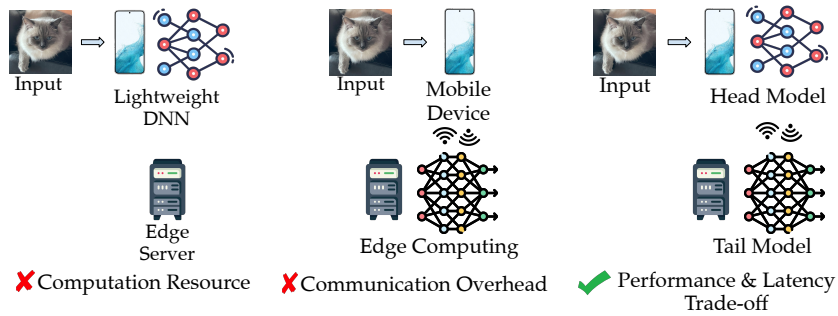 Input
Lightweight
DNN
Edge
Server
Computation Resource
Input
Mobile
Device
Edge Computing
Communication Overhead
Input
Head Model
Tail Model
Performance & Latency
Trade-off